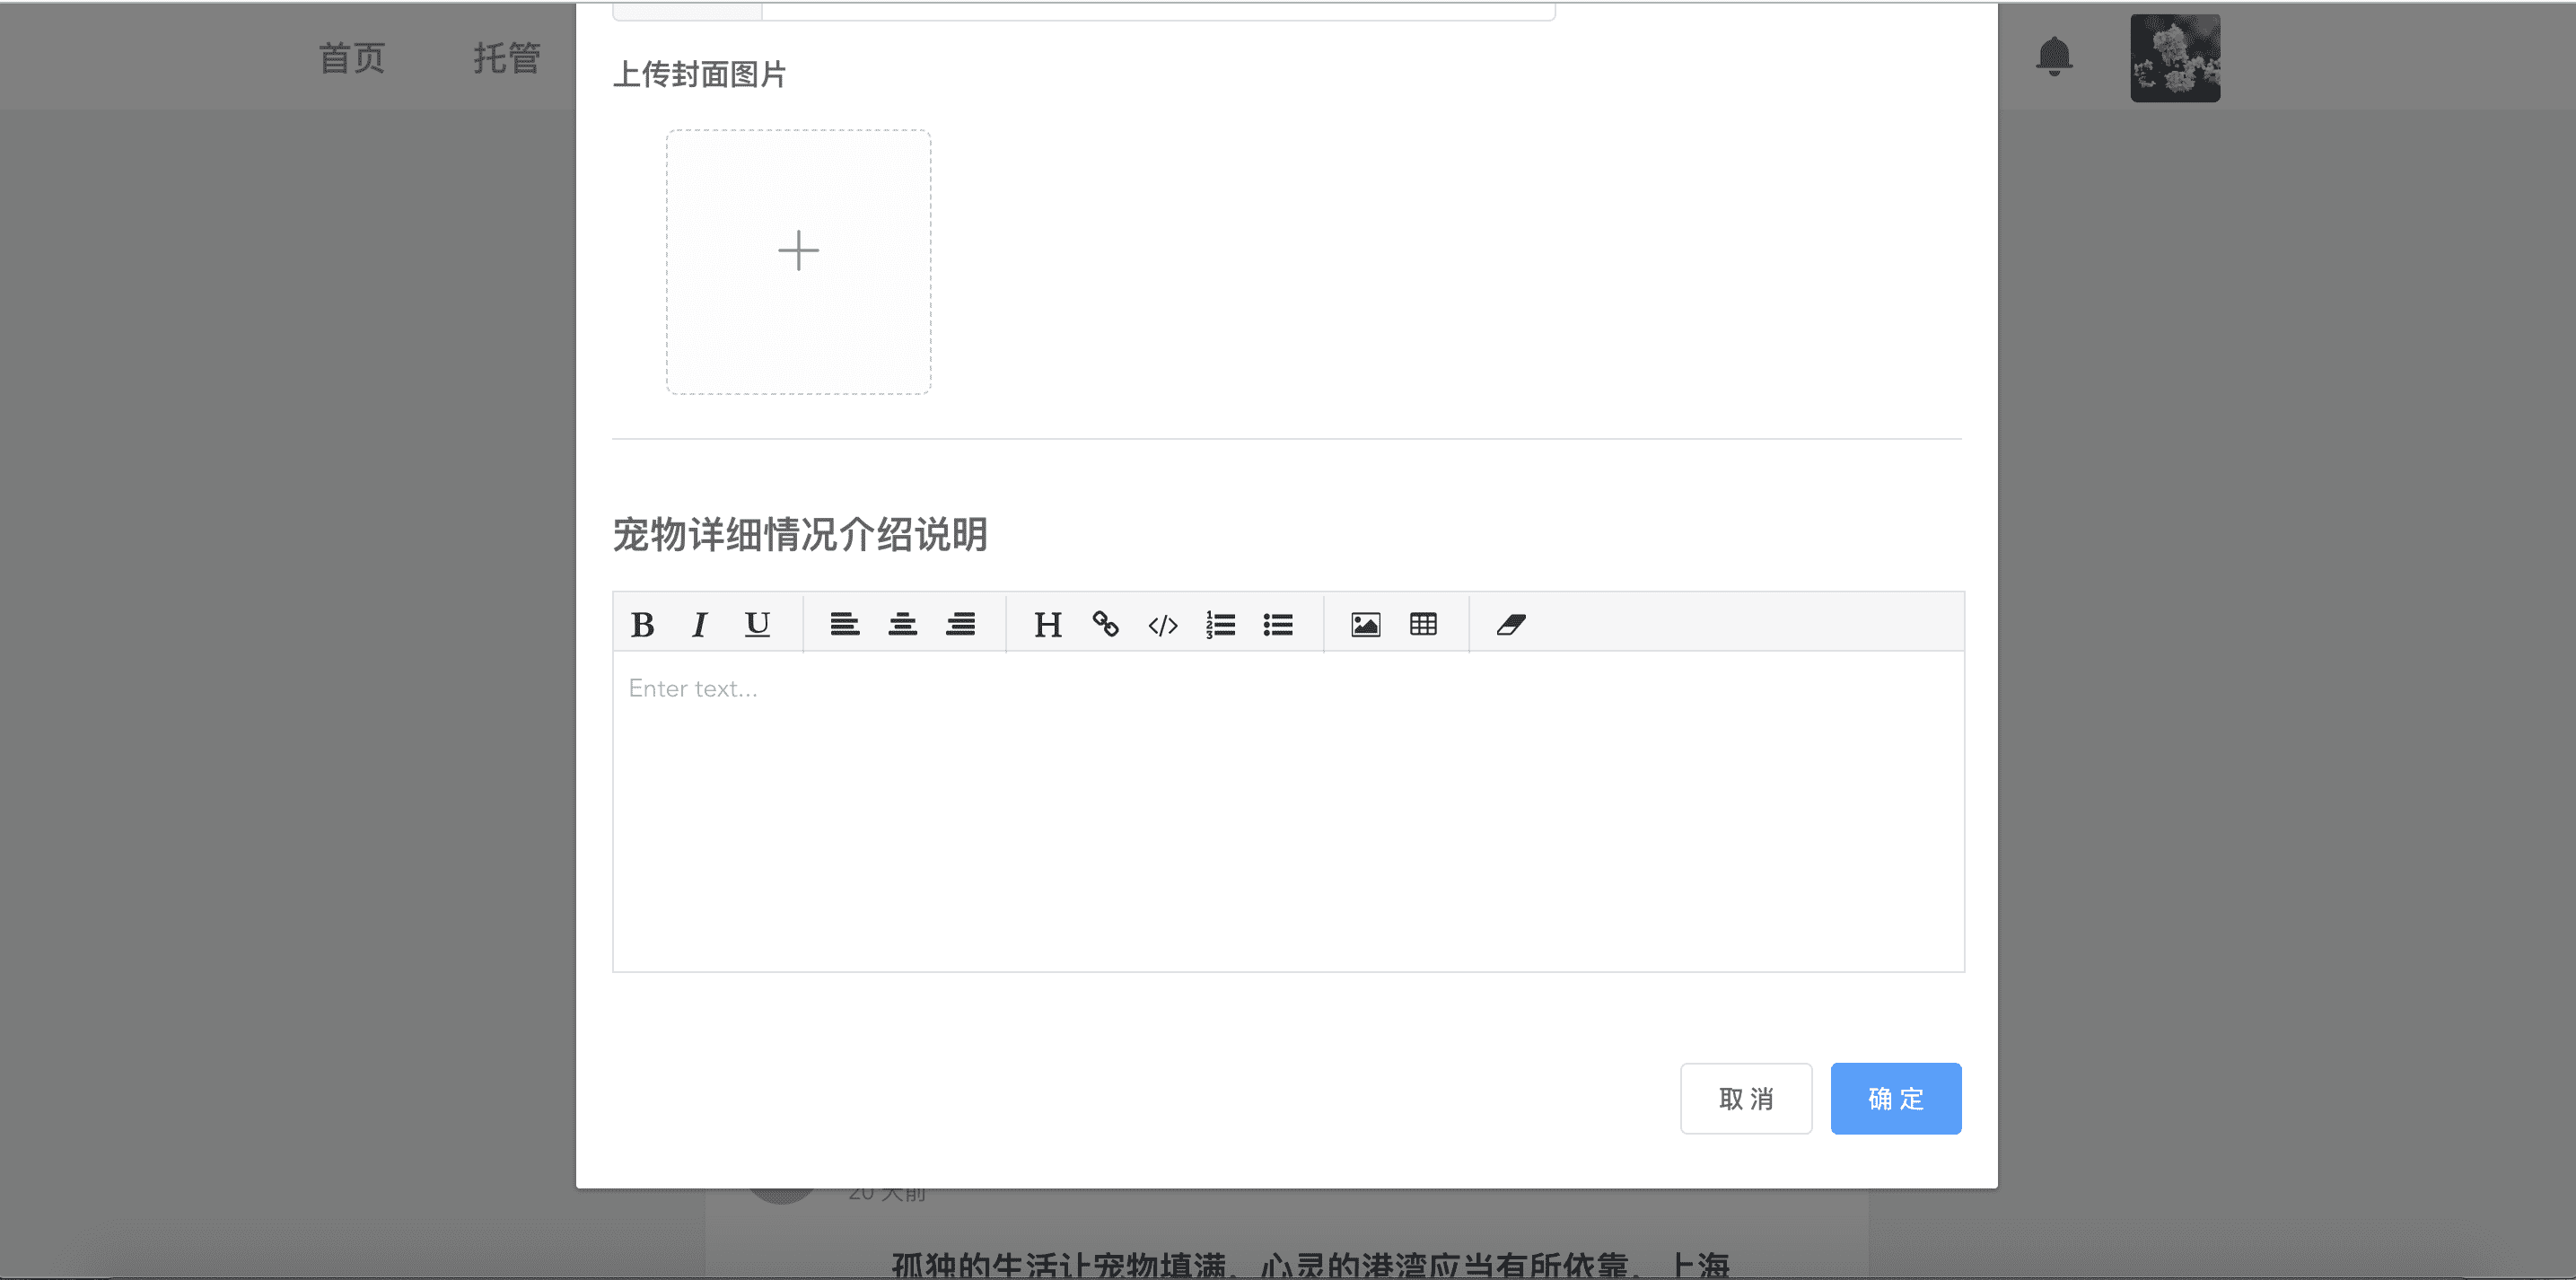 首页 托管
上传封面图片
宠物详细情况介绍说明
B I U H </>
Enter text...
取 消 确 定
20 天前
孤独的生活让宠物填满。心灵的港湾应当有所依靠。上海